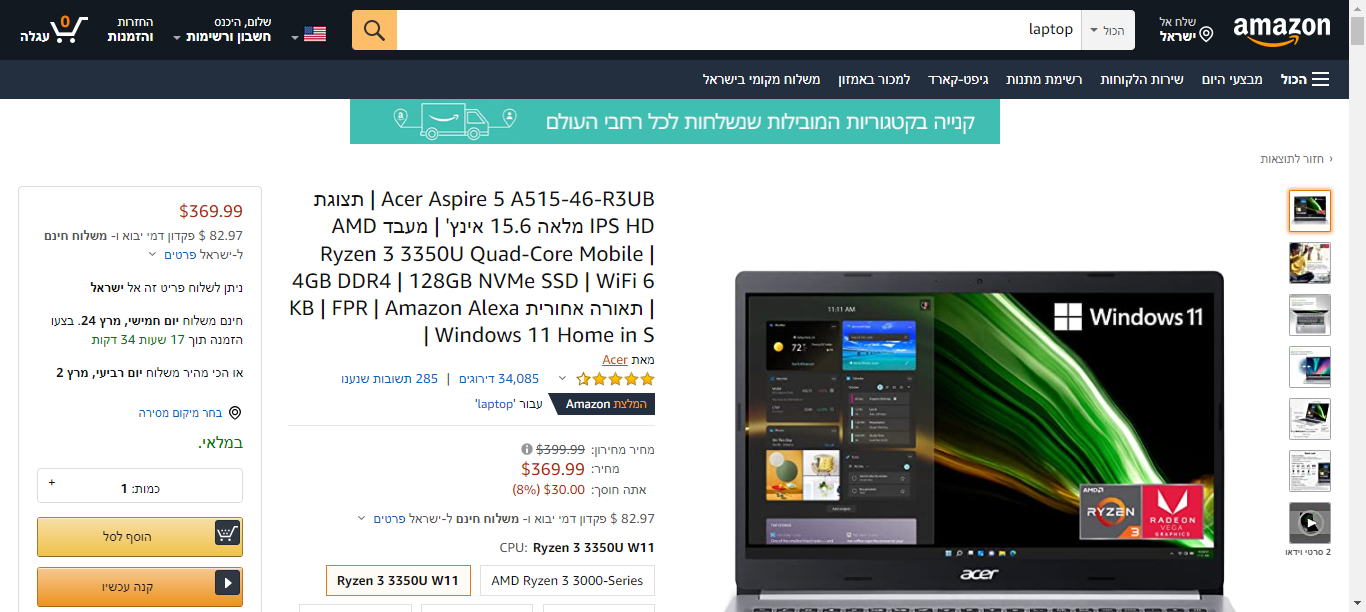 amazon
שלח אל
ישראל
הכול
laptop
שלום, היכנס
חשבון ורשימות
החזרות
והזמנות
0
עגלה
הכול
מבצעי היום
שירות הלקוחות
רשימת מתנות
גיפט-קארד
למכור באמזון
משלוח מקומי בישראל
קנייה בקטגוריות המובילות שנשלחות לכל רחבי העולם
‹ חזור לתוצאות
2 סרטי וידאו
Windows 11
11:11 AM
72°
AMD
RYZEN
3
RADEON
VEGA
GRAPHICS
acer
Acer Aspire 5 A515-46-R3UB | תצוגת
IPS HD מלאה 15.6 אינץ' | מעבד AMD
Ryzen 3 3350U Quad-Core Mobile |
4GB DDR4 | 128GB NVMe SSD | WiFi 6
| תאורה אחורית KB | FPR | Amazon Alexa
| Windows 11 Home in S
מאת Acer
34,085 דירוגים | 285 תשובות שנענו
המלצת Amazon עבור 'laptop'
מחיר מחירון: $399.99
מחיר: $369.99
אתה חוסך: $30.00 (8%)
82.97 $ פקדון דמי יבוא ו- משלוח חינם ל-ישראל פרטים
CPU: Ryzen 3 3350U W11
AMD Ryzen 3 3000-Series
Ryzen 3 3350U W11
$369.99
82.97 $ פקדון דמי יבוא ו- משלוח חינם
ל-ישראל פרטים
ניתן לשלוח פריט זה אל ישראל
חינם משלוח יום חמישי, מרץ 24. בצעו
הזמנה תוך 17 שעות 34 דקות
או הכי מהיר משלוח יום רביעי, מרץ 2
בחר מיקום מסירה
במלאי.
כמות: 1
+
הוסף לסל
קנה עכשיו